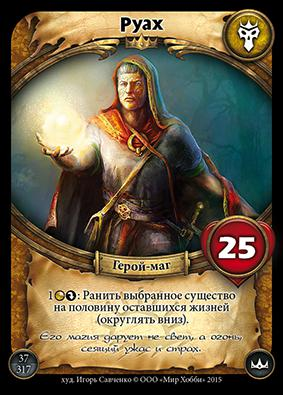 Руах
25
Герой-маг
1: Ранить выбранное существо
на половину оставшихся жизней
(округлять вниз).
Его магия дарует не свет, а огонь,
сеящий ужас и страх.
37
317
худ. Игорь Савченко © ООО «Мир Хобби» 2015